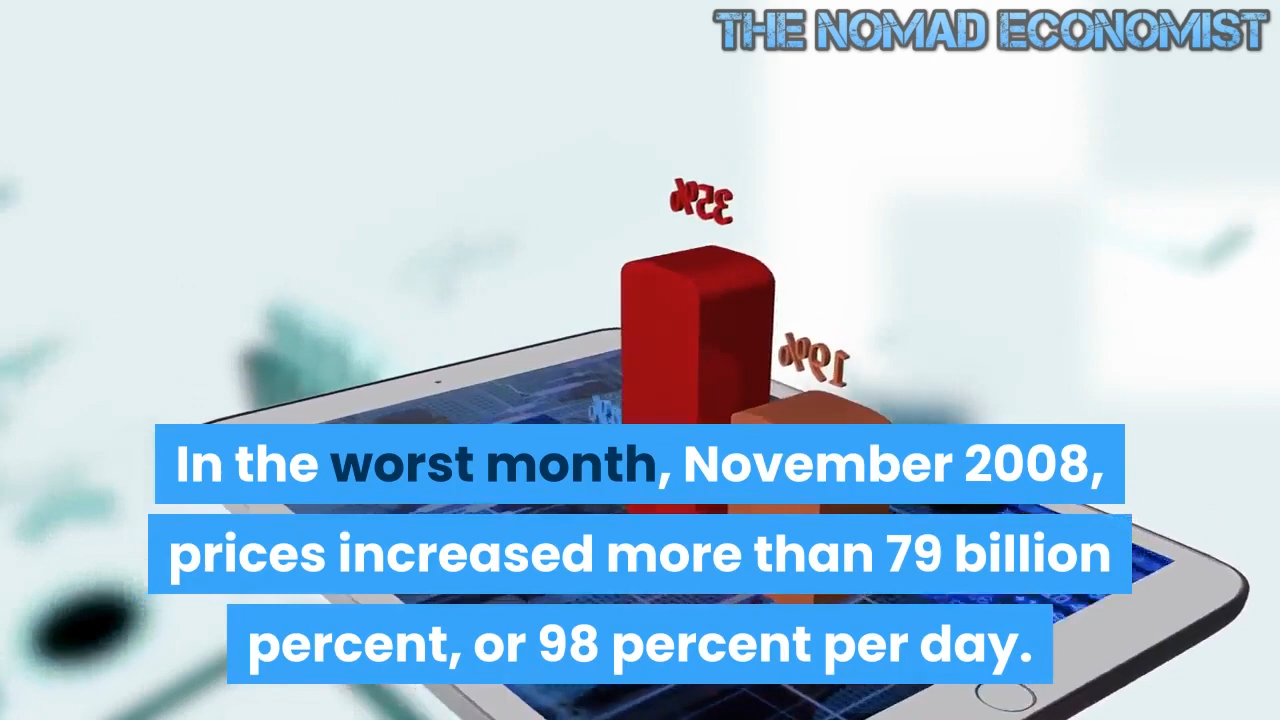 THE NOMAD ECONOMIST
35%
19%
In the worst month, November 2008,
prices increased more than 79 billion
percent, or 98 percent per day.